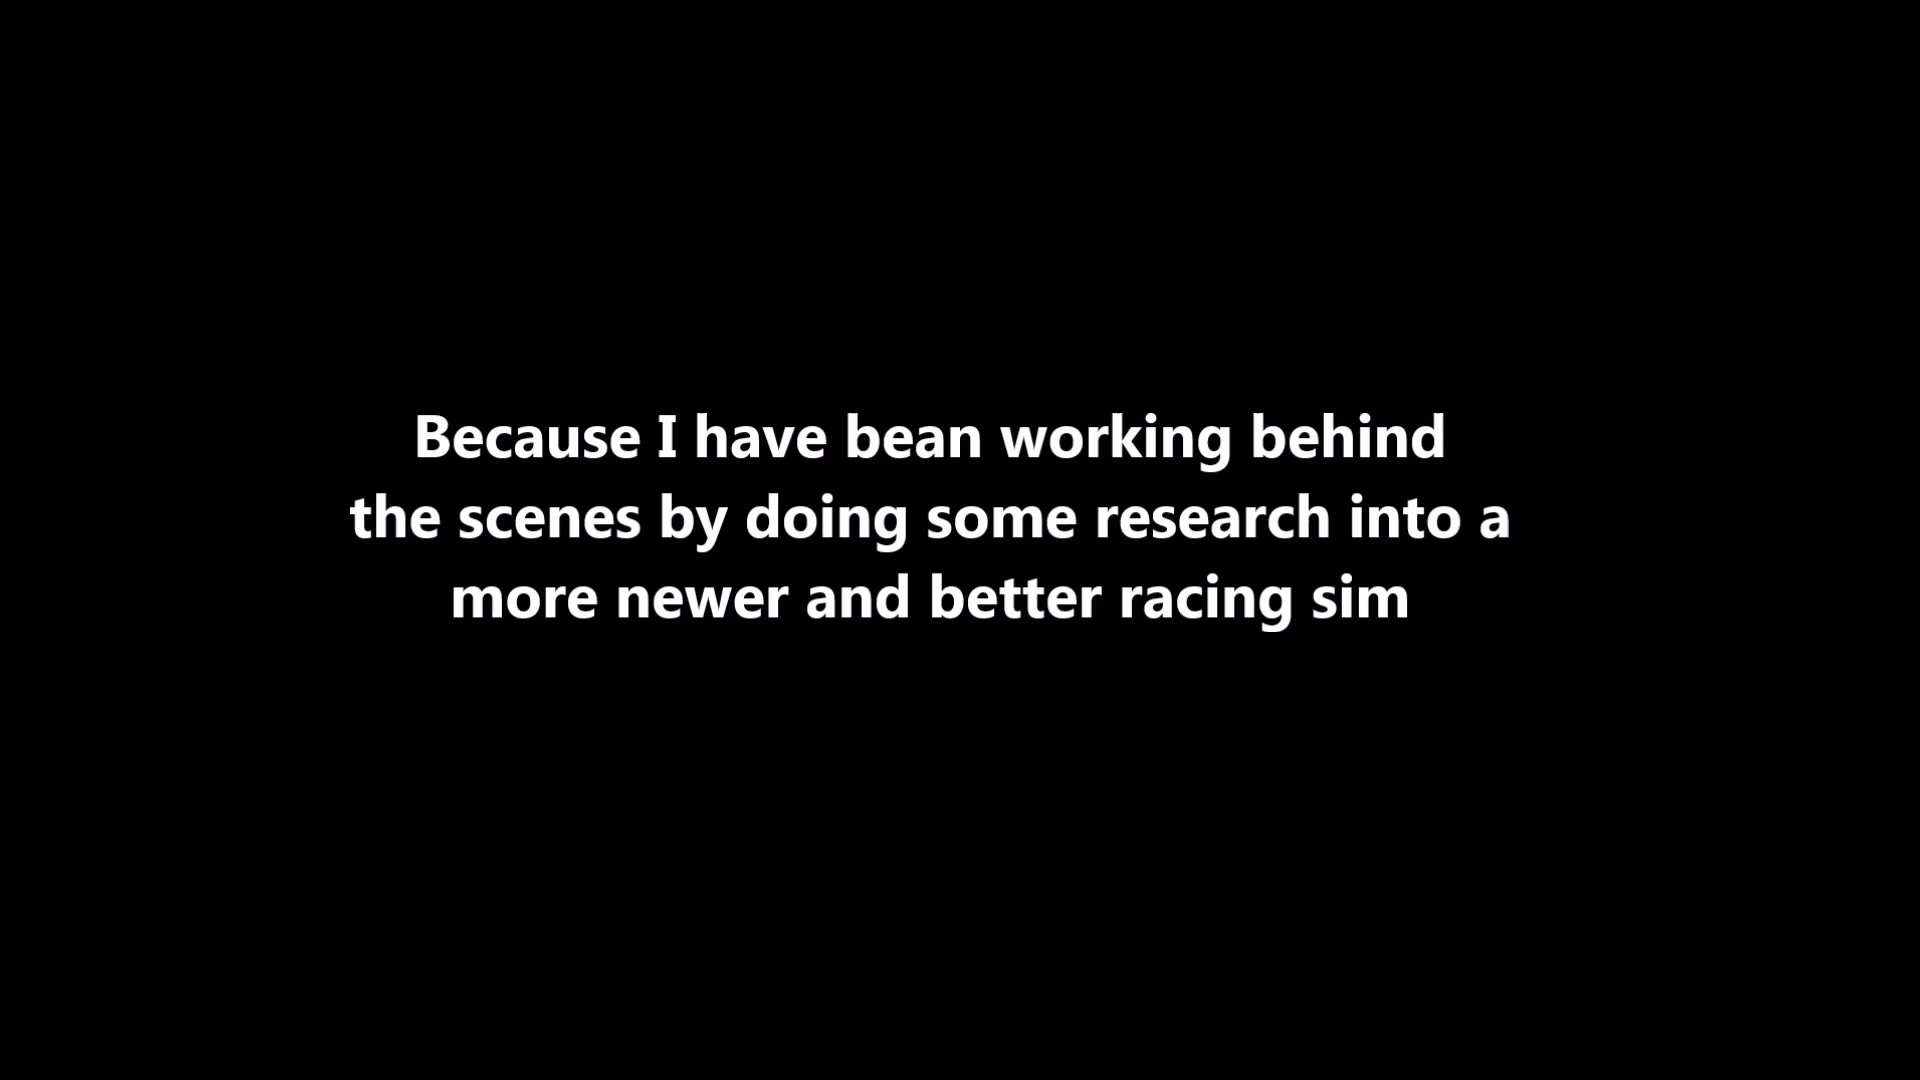 Because I have bean working behind
the scenes by doing some research into a
more newer and better racing sim